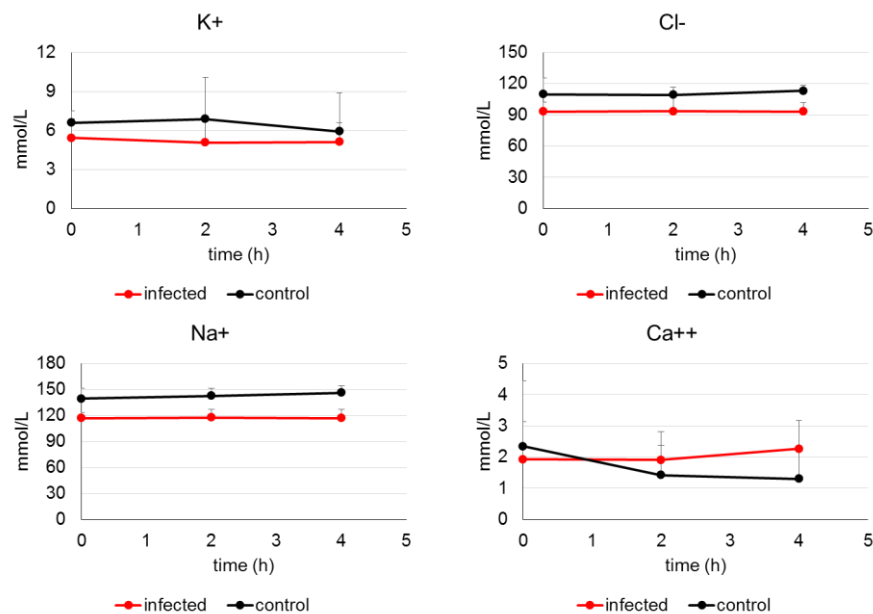 K+
12
9
6
3
0
mmol/L
0 1 2 3 4 5
time (h)
infected control
Cl-
150
120
90
60
30
0
mmol/L
0 1 2 3 4 5
time (h)
infected control
Na+
180
150
120
90
60
30
0
mmol/L
0 1 2 3 4 5
time (h)
infected control
Ca++
5
4
3
2
1
0
mmol/L
0 1 2 3 4 5
time (h)
infected control